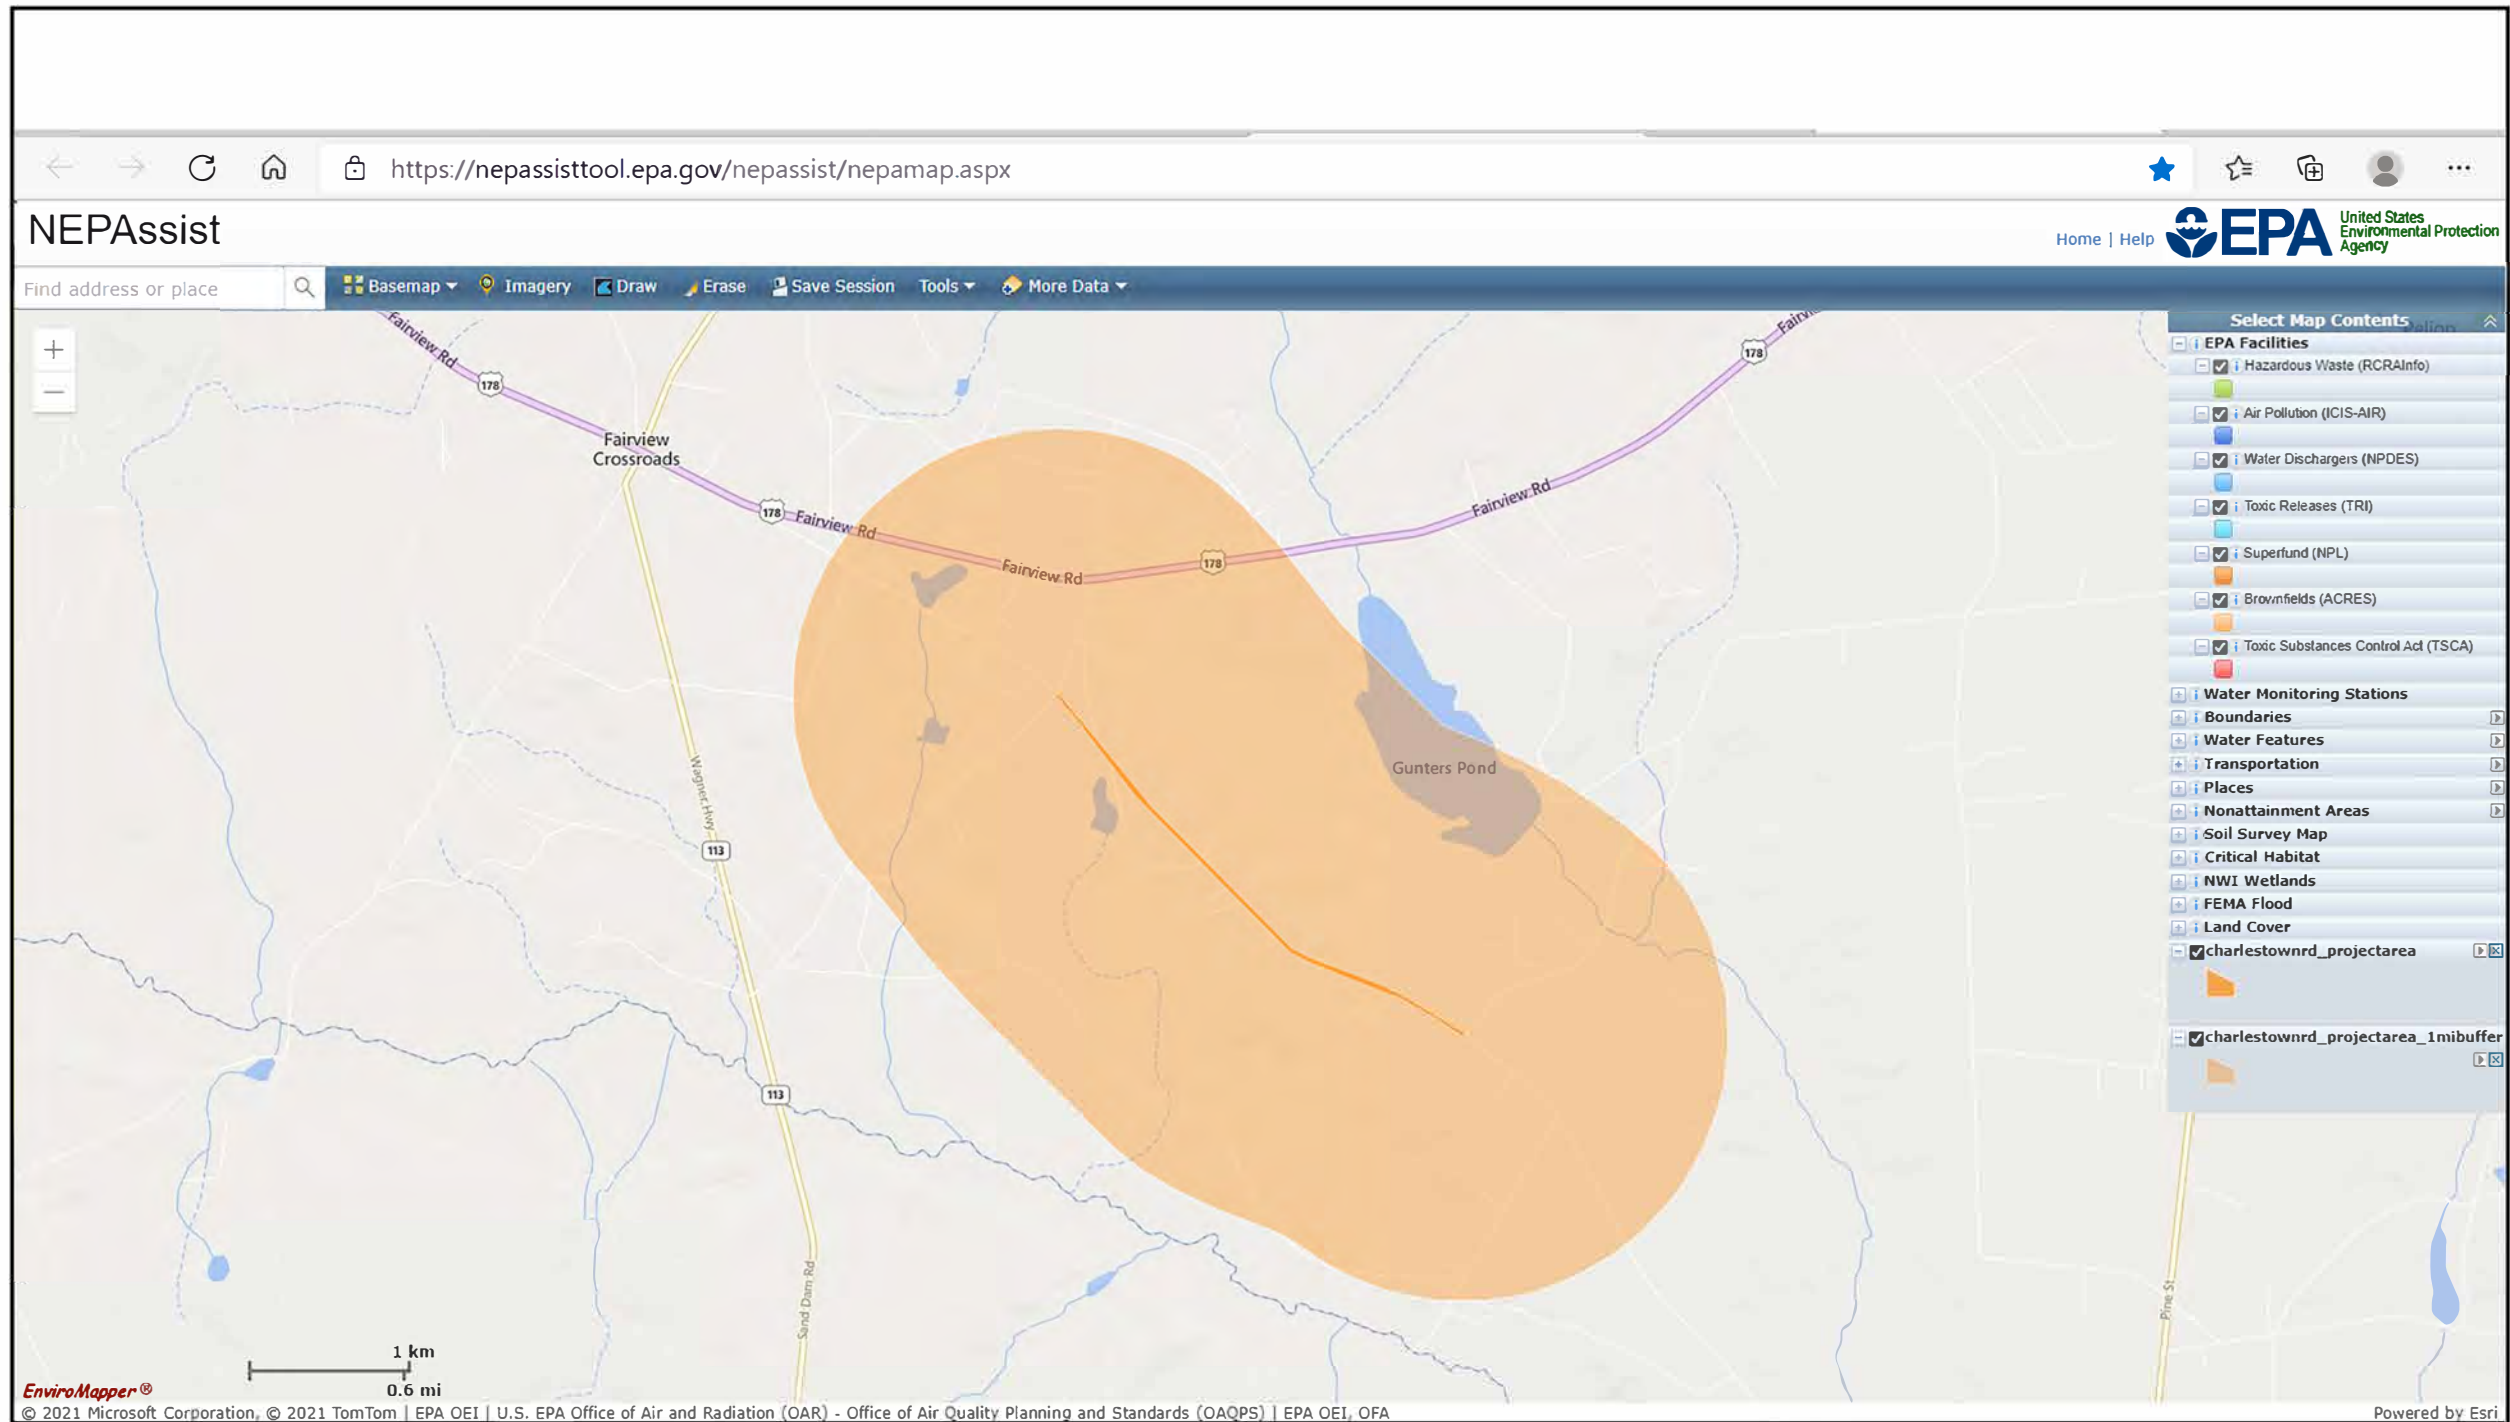 https://nepassisttool.epa.gov/nepassist/nepamap.aspx
NEPAssist
Home | Help
EPA
United States
Environmental Protection
Agency
Find address or place
Basemap
Imagery
Draw
Erase
Save Session
Tools
More Data
Select Map Contents
Pelion
EPA Facilities
Hazardous Waste (RCRAInfo)
Air Pollution (ICIS-AIR)
Water Dischargers (NPDES)
Toxic Releases (TRI)
Superfund (NPL)
Brownfields (ACRES)
Toxic Substances Control Act (TSCA)
Water Monitoring Stations
Boundaries
Water Features
Transportation
Places
Nonattainment Areas
Soil Survey Map
Critical Habitat
NWI Wetlands
FEMA Flood
Land Cover
charlestownrd_projectarea
charlestownrd_projectarea_1mibuffer
Fairview Rd
178
Fairview
Crossroads
178
Fairview Rd
Fairview Rd
178
Fairview Rd
178
Gunters Pond
Wagner Hwy
113
113
Sand Dam Rd
Pine St
1 km
0.6 mi
EnviroMapper ®
© 2021 Microsoft Corporation, © 2021 TomTom | EPA OEI | U.S. EPA Office of Air and Radiation (OAR) - Office of Air Quality Planning and Standards (OAQPS) | EPA OEI, OFA
Powered by Esri